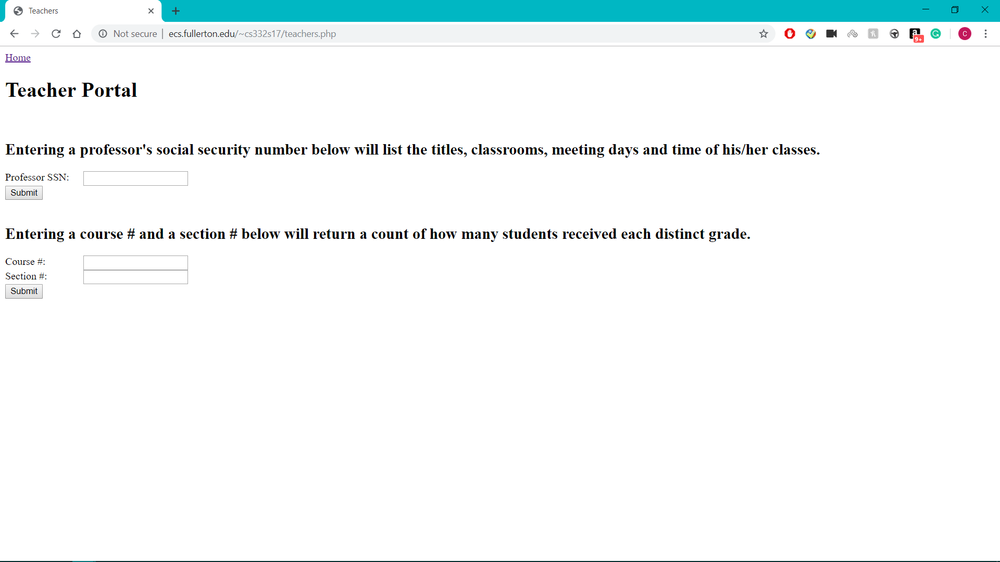 Teachers
Not secure | ecs.fullerton.edu/~cs332s17/teachers.php
a 9+
G
C
Home
Teacher Portal
Entering a professor's social security number below will list the titles, classrooms, meeting days and time of his/her classes.
Professor SSN:
Submit
Entering a course # and a section # below will return a count of how many students received each distinct grade.
Course #:
Section #:
Submit